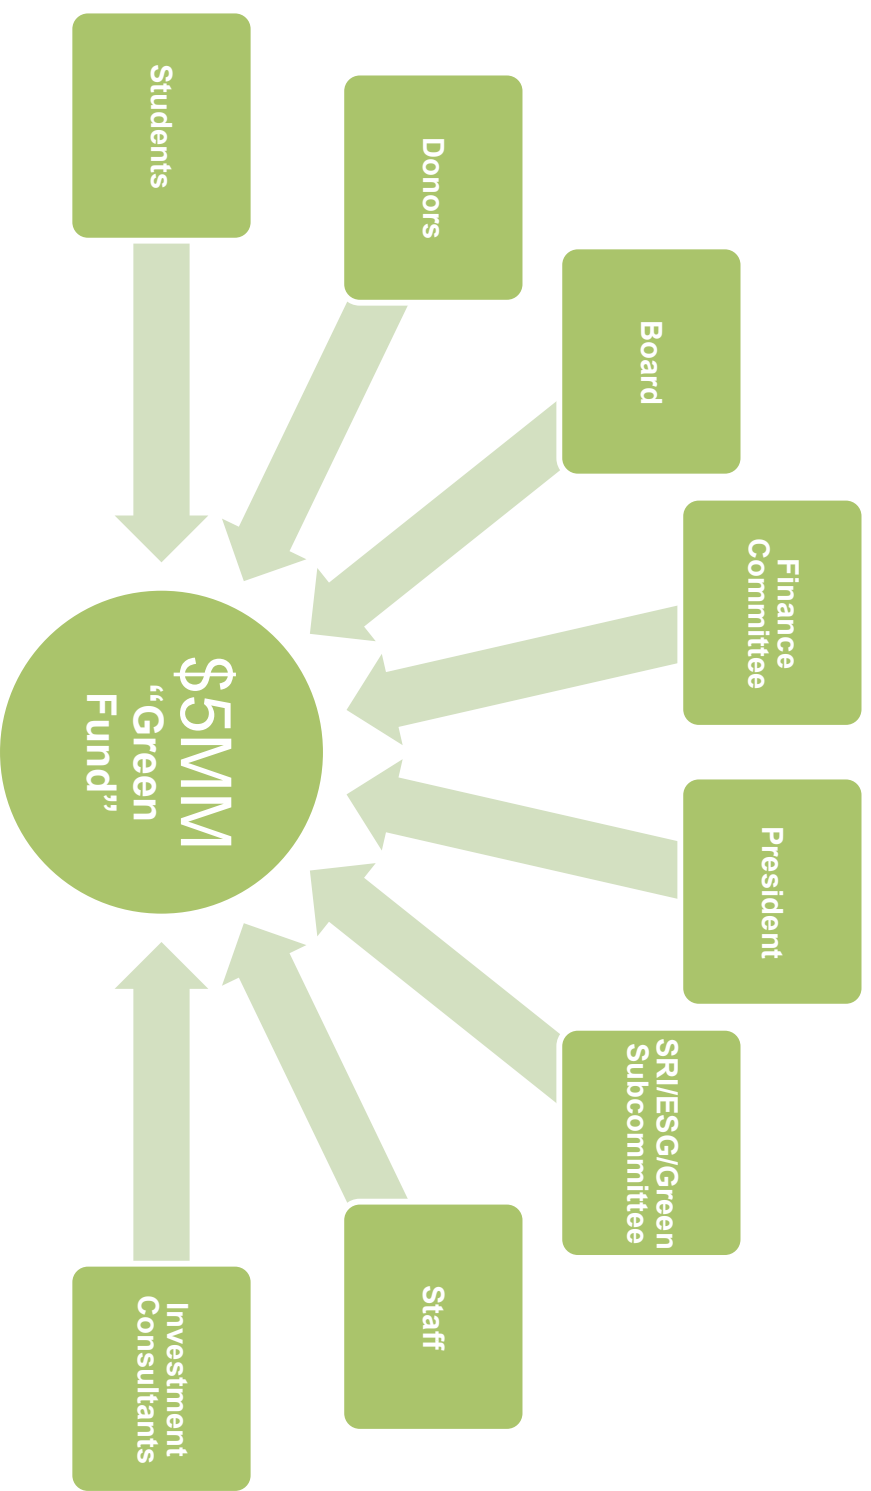 Students
Donors
Board
Finance
Committee
President
SRI/ESG/Green
Subcommittee
Staff
Investment
Consultants
$5MM
“Green
Fund”